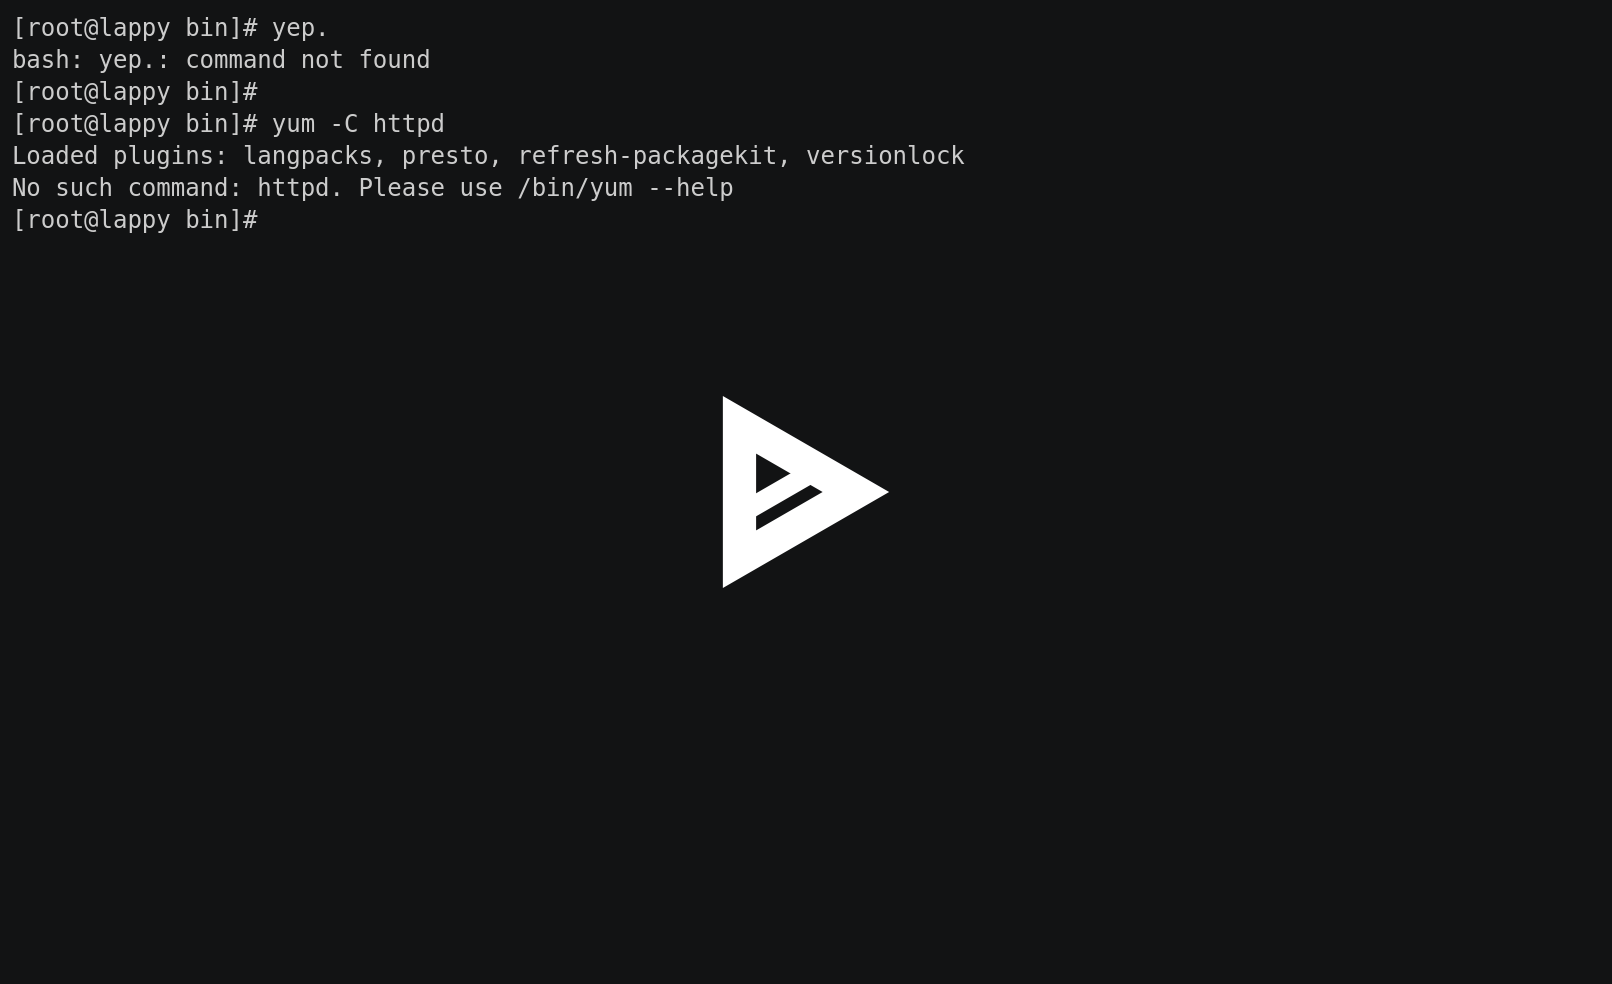 [root@lappy bin]# yep.
bash: yep.: command not found
[root@lappy bin]#
[root@lappy bin]# yum -C httpd
Loaded plugins: langpacks, presto, refresh-packagekit, versionlock
No such command: httpd. Please use /bin/yum --help
[root@lappy bin]#